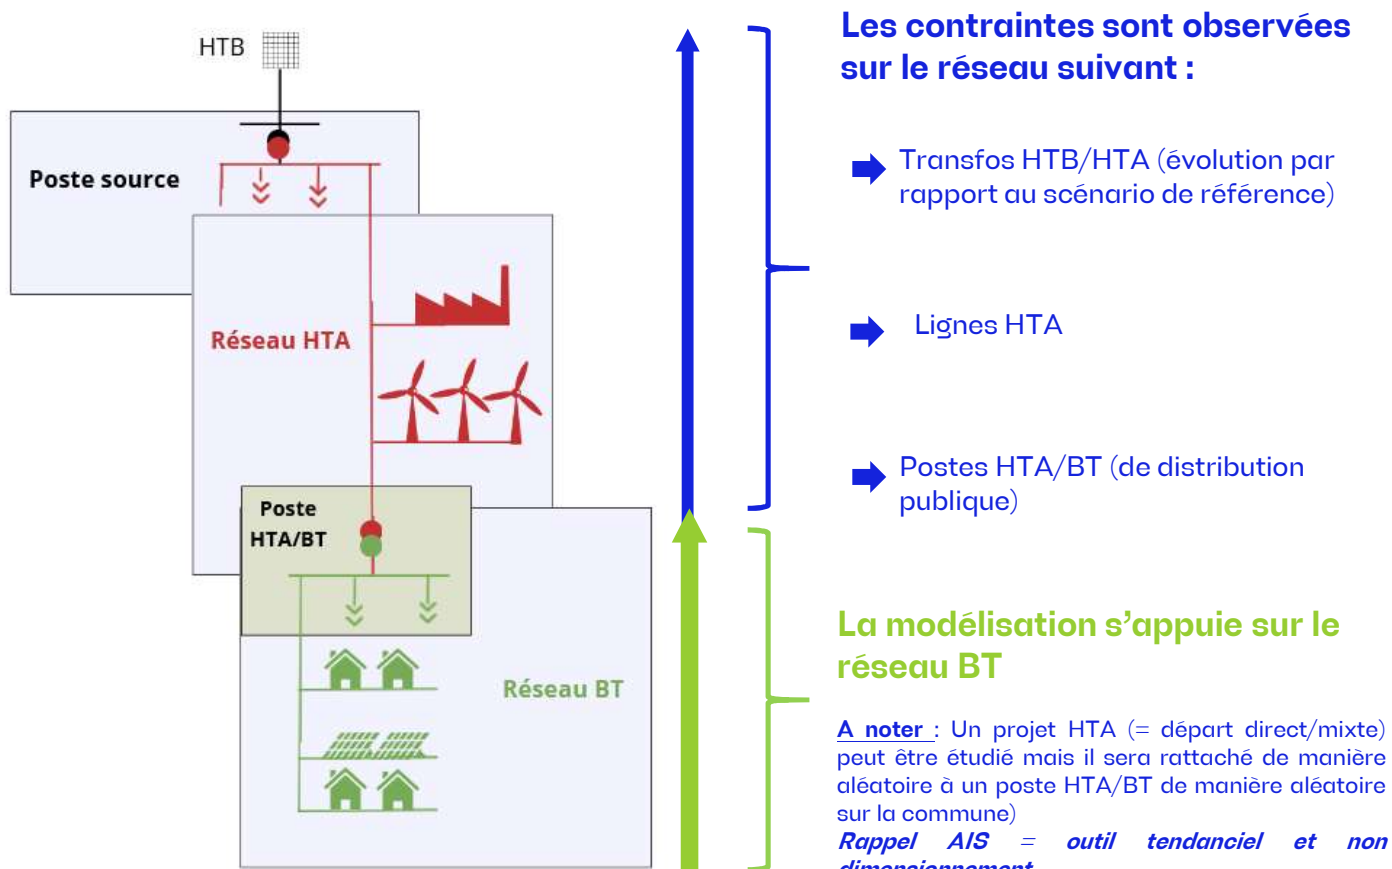 HTB
Poste source
Réseau HTA
Poste
HTA/BT
Réseau BT
Les contraintes sont observées
sur le réseau suivant :
Transfos HTB/HTA (évolution par
rapport au scénario de référence)
Lignes HTA
Postes HTA/BT (de distribution
publique)
La modélisation s’appuie sur le
réseau BT
A noter : Un projet HTA (= départ direct/mixte)
peut être étudié mais il sera rattaché de manière
aléatoire à un poste HTA/BT de manière aléatoire
sur la commune)
Rappel AIS = outil tendanciel et non
dimensionnement